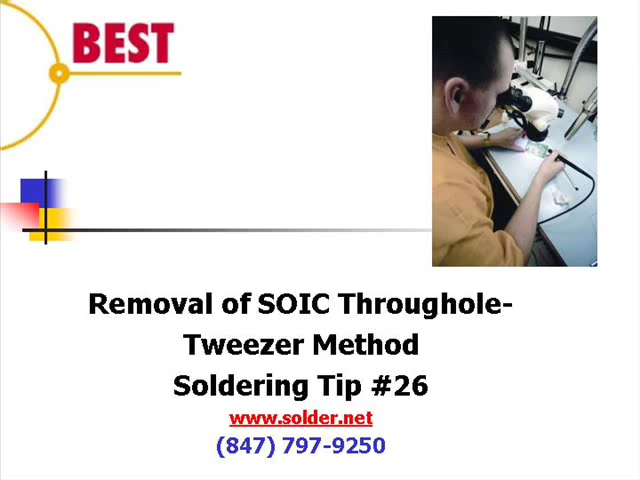 BEST
Removal of SOIC Throughole-
Tweezer Method
Soldering Tip #26
www.solder.net
(847) 797-9250